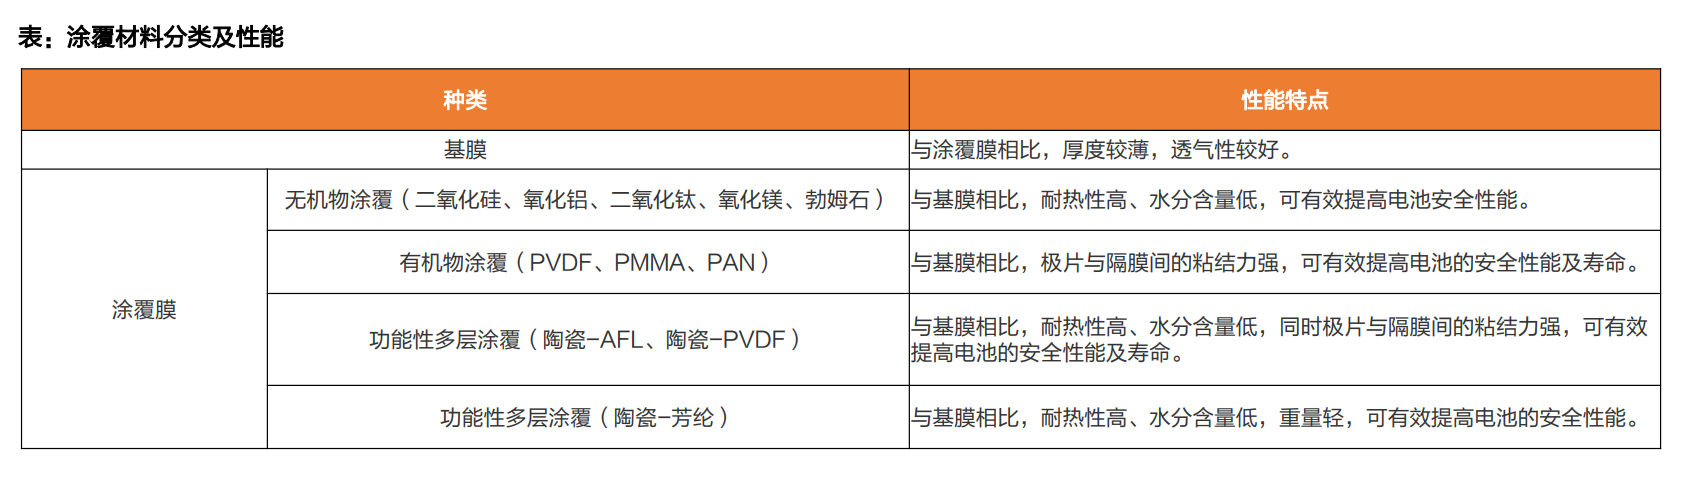 表：涂覆材料分类及性能
种类
性能特点
基膜
与涂覆膜相比，厚度较薄，透气性较好。
涂覆膜
无机物涂覆（二氧化硅、氧化铝、二氧化钛、氧化镁、勃姆石）
与基膜相比，耐热性高、水分含量低，可有效提高电池安全性能。
有机物涂覆（PVDF、PMMA、PAN）
与基膜相比，极片与隔膜间的粘结力强，可有效提高电池的安全性能及寿命。
功能性多层涂覆（陶瓷-AFL、陶瓷-PVDF）
与基膜相比，耐热性高、水分含量低，同时极片与隔膜间的粘结力强，可有效
提高电池的安全性能及寿命。
功能性多层涂覆（陶瓷-芳纶）
与基膜相比，耐热性高、水分含量低，重量轻，可有效提高电池的安全性能。